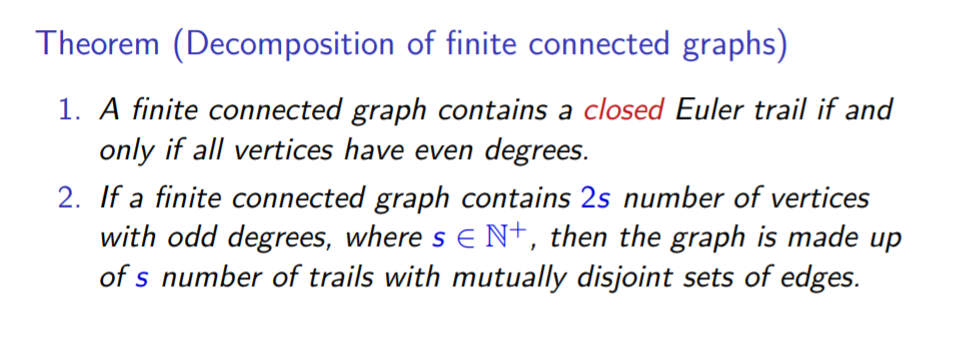 Theorem (Decomposition of finite connected graphs)
1. A finite connected graph contains a closed Euler trail if and
only if all vertices have even degrees.
2. If a finite connected graph contains 2s number of vertices
with odd degrees, where s ∈ ℕ⁺, then the graph is made up
of s number of trails with mutually disjoint sets of edges.